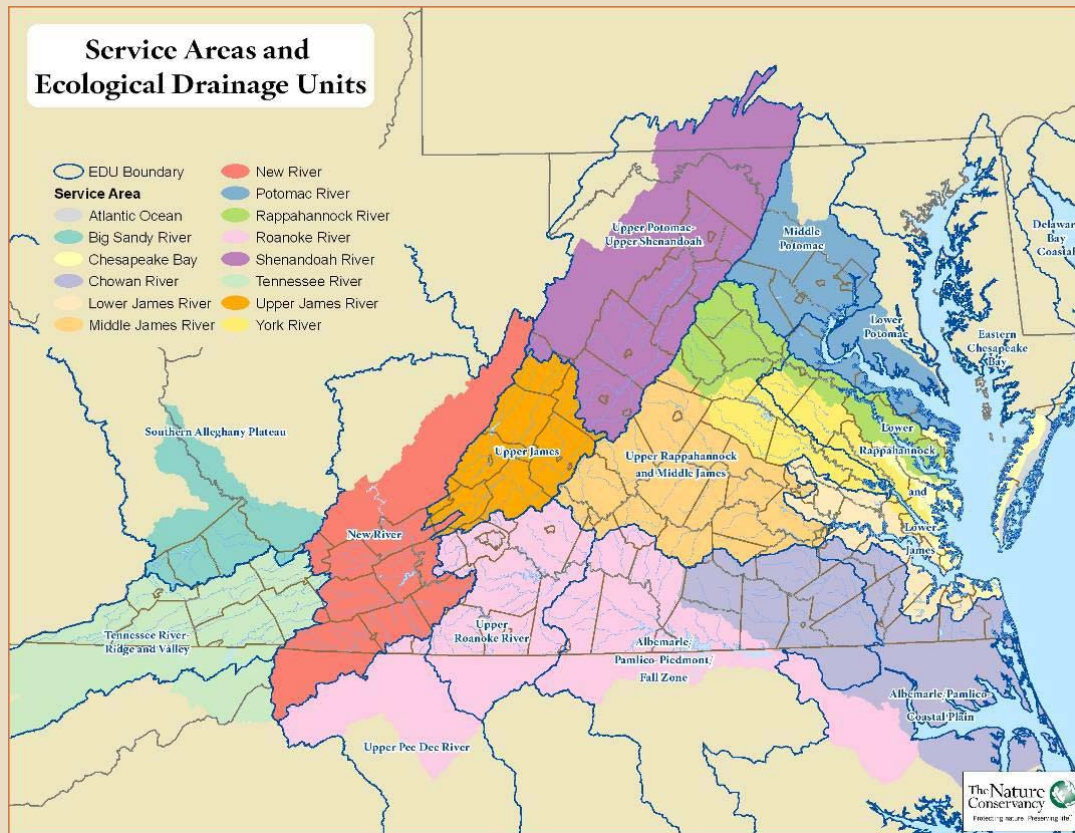 Service Areas and
Ecological Drainage Units
EDU Boundary
Service Area
Atlantic Ocean
Big Sandy River
Chesapeake Bay
Chowan River
Lower James River
Middle James River
New River
Potomac River
Rappahannock River
Roanoke River
Shenandoah River
Tennessee River
Upper James River
York River
Upper Potomac-
Upper Shenandoah
Middle
Potomac
Delaware
Bay
Coastal
Lower
Potomac
Eastern
Chesapeake
Bay
Southern Alleghany Plateau
Upper James
Upper Rappahannock
and Middle James
Lower
Rappahannock
and
Lower
James
New River
Tennessee River-
Ridge and Valley
Upper
Roanoke River
Albemarle/
Pamlico-Piedmont/
Fall Zone
Albemarle/Pamlico-
Coastal Plain
Upper Pee Dee River
The Nature
Conservancy
Protecting nature. Preserving life.™